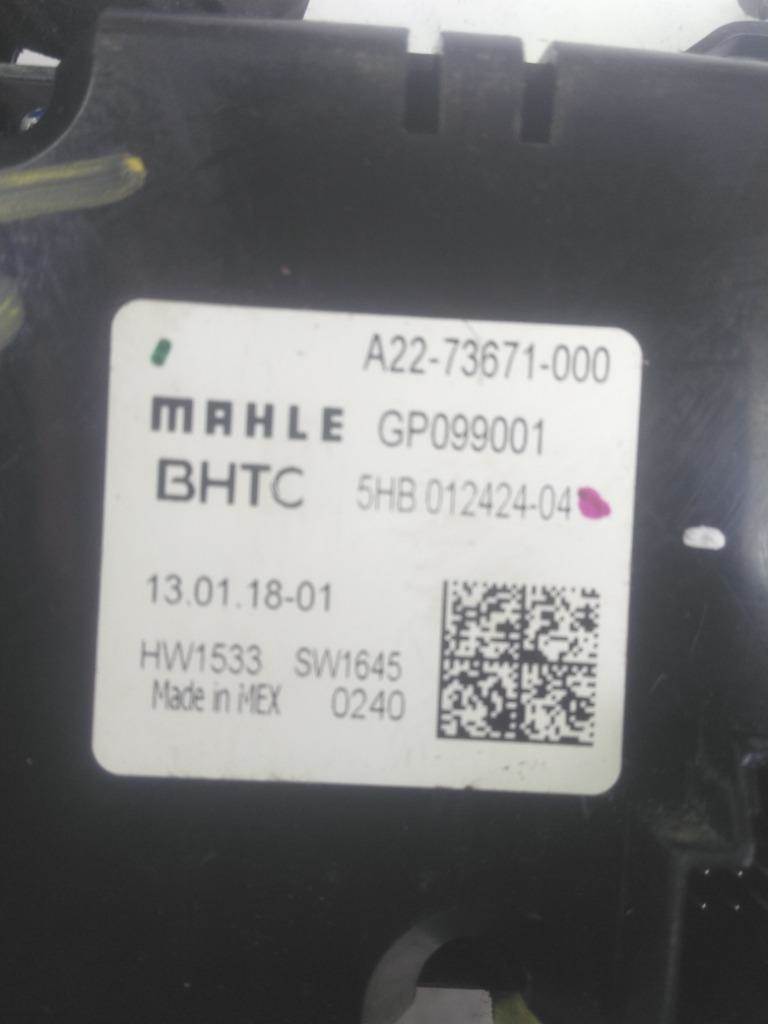 A22-73671-000
MAHLE GP099001
BHTC 5HB 012424-04
13.01.18-01
HW1533 SW1645
Made in MEX 0240